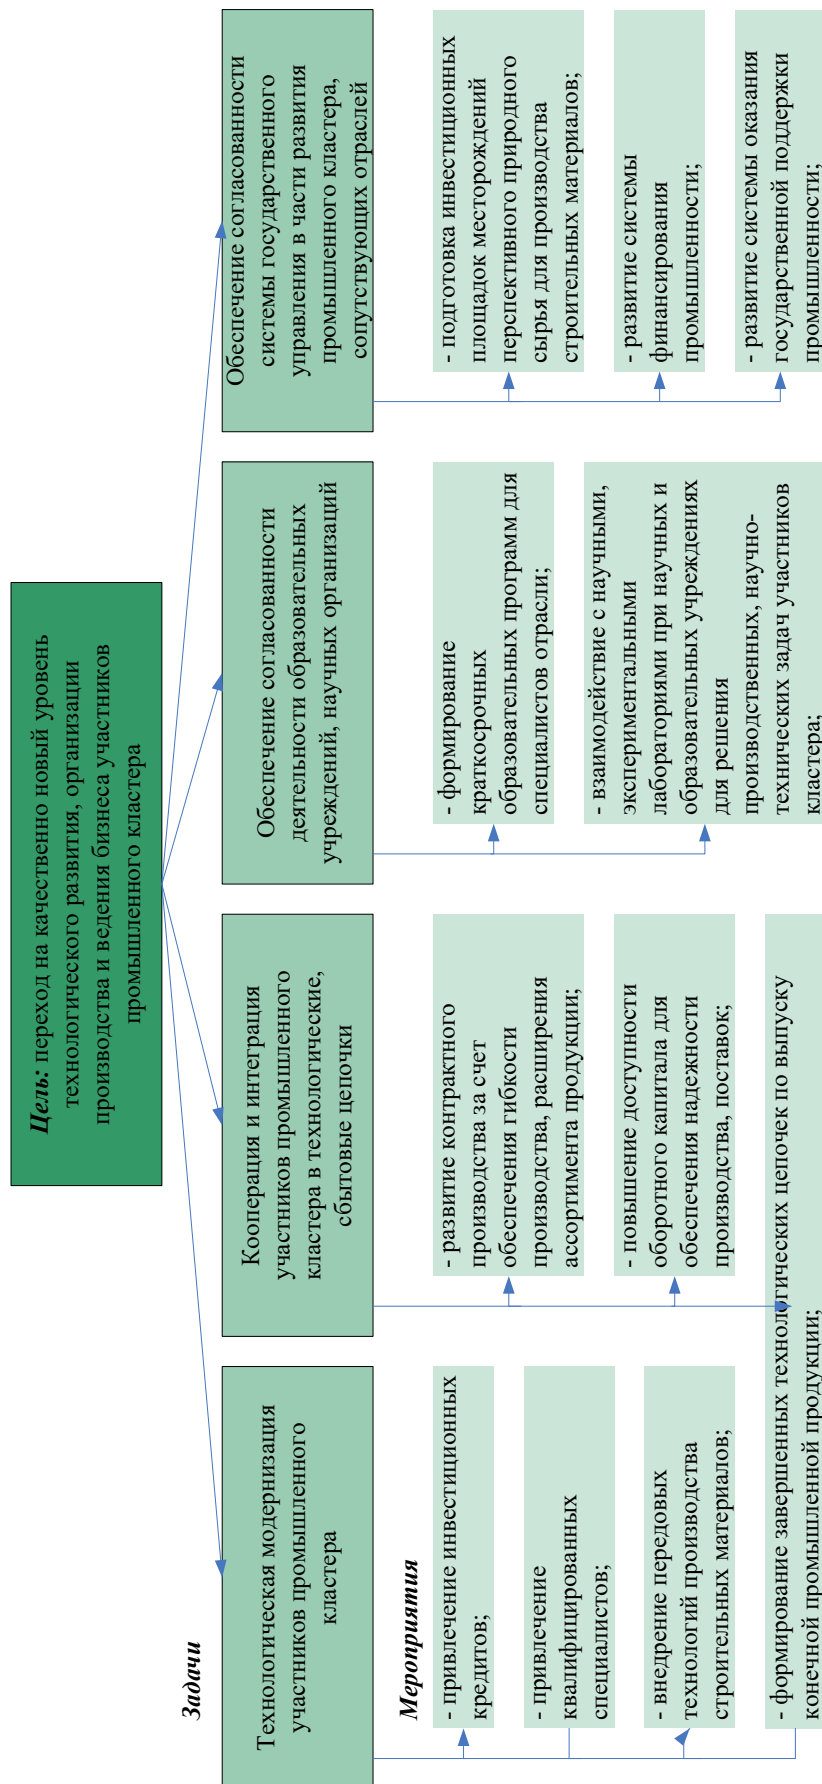 Цель: переход на качественно новый уровень
технологического развития, организации
производства и ведения бизнеса участников
промышленного кластера
Задачи
Технологическая модернизация
участников промышленного
кластера
Кооперация и интеграция
участников промышленного
кластера в технологические,
сбытовые цепочки
Обеспечение согласованности
деятельности образовательных
учреждений, научных организаций
Обеспечение согласованности
системы государственного
управления в части развития
промышленного кластера,
сопутствующих отраслей
Мероприятия
- привлечение инвестиционных
кредитов;
- привлечение
квалифицированных
специалистов;
- внедрение передовых
технологий производства
строительных материалов;
- формирование завершенных технологических цепочек по выпуску
конечной промышленной продукции;
- развитие контрактного
производства за счет
обеспечения гибкости
производства, расширения
ассортимента продукции;
- повышение доступности
оборотного капитала для
обеспечения надежности
производства, поставок;
- формирование
краткосрочных
образовательных программ для
специалистов отрасли;
- взаимодействие с научными,
экспериментальными
лабораториями при научных и
образовательных учреждениях
для решения
производственных, научно-
технических задач участников
кластера;
- подготовка инвестиционных
площадок месторождений
перспективного природного
сырья для производства
строительных материалов;
- развитие системы
финансирования
промышленности;
- развитие системы оказания
государственной поддержки
промышленности;